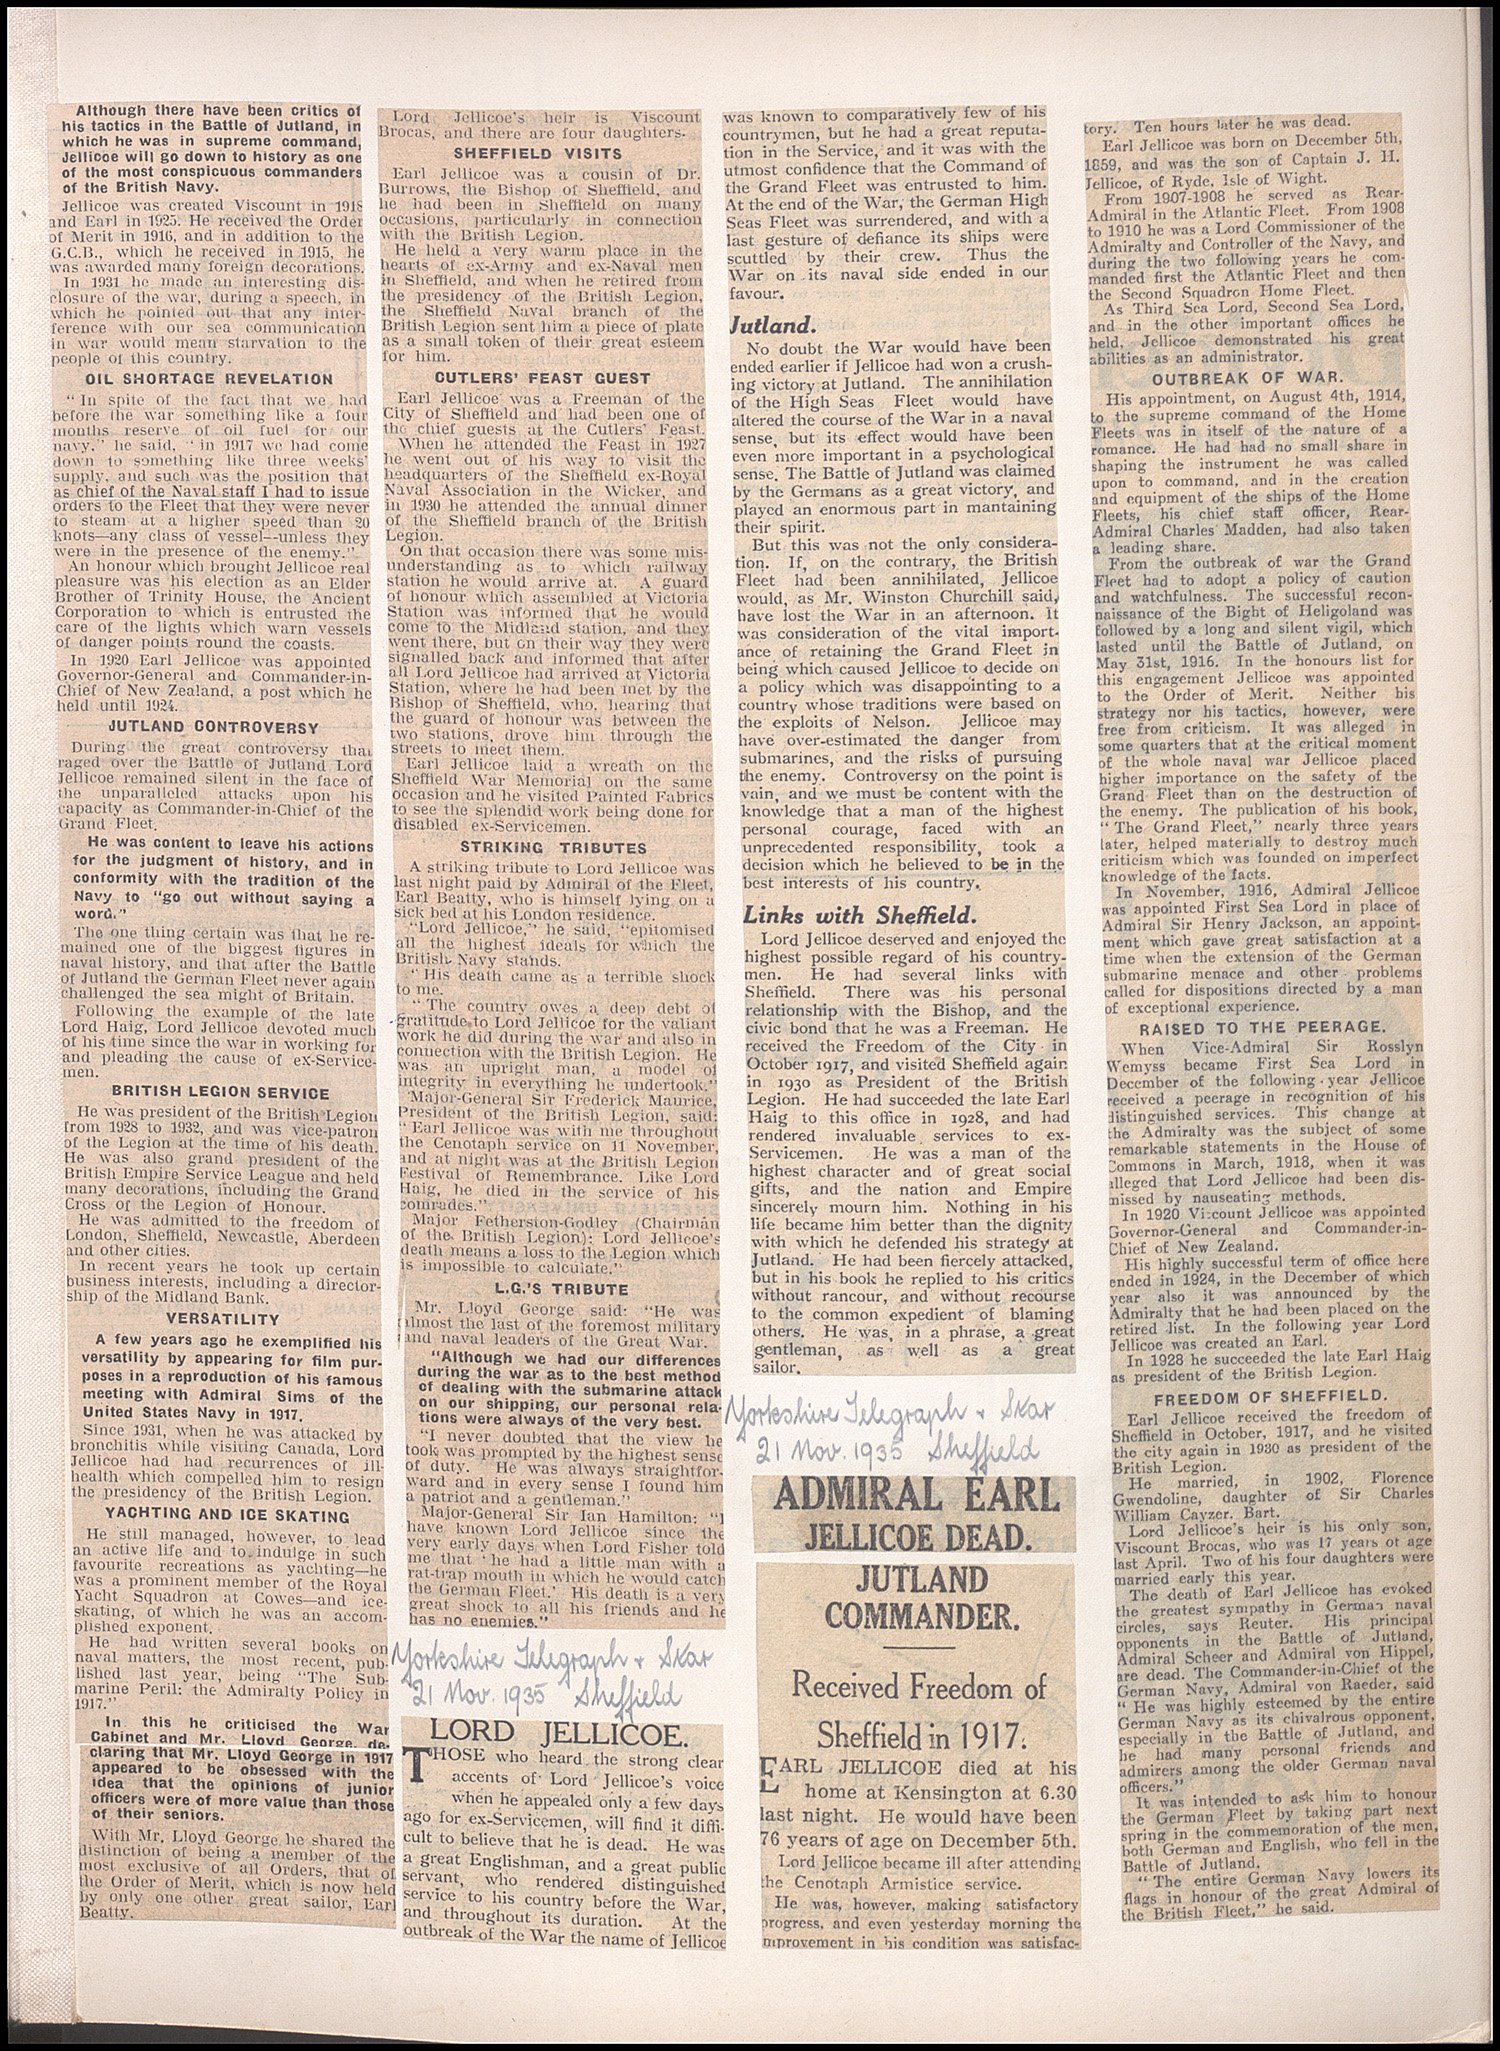 Although there have been critics of
his tactics in the Battle of Jutland, in
which he was in supreme command,
Jellicoe will go down to history as one
of the most conspicuous commanders
of the British Navy.
Jellicoe was created Viscount in 1918
and Earl in 1925. He received the Order
of Merit in 1916, and in addition to the
G.C.B., which he received in 1915, he
was awarded many foreign decorations.
In 1931 he made an interesting dis-
closure of the war, during a speech, in
which he pointed out that any inter-
ference with our sea communication
in war would mean starvation to the
people of this country.
OIL SHORTAGE REVELATION
"In spite of the fact that we had
before the war something like a four
months reserve of oil fuel for our
navy," he said, "in 1917 we had come
down to something like three weeks'
supply, and such was the position that
as chief of the Naval staff I had to issue
orders to the Fleet that they were never
to steam at a higher speed than 20
knots—any class of vessel—unless they
were in the presence of the enemy."
An honour which brought Jellicoe real
pleasure was his election as an Elder
Brother of Trinity House, the Ancient
Corporation to which is entrusted the
care of the lights which warn vessels
of danger points round the coasts.
In 1920 Earl Jellicoe was appointed
Governor-General and Commander-in-
Chief of New Zealand, a post which he
held until 1924.
JUTLAND CONTROVERSY
During the great controversy that
raged over the Battle of Jutland Lord
Jellicoe remained silent in the face of
the unparalleled attacks upon his
capacity as Commander-in-Chief of the
Grand Fleet.
He was content to leave his actions
for the judgment of history, and in
conformity with the tradition of the
Navy to "go out without saying a
word."
The one thing certain was that he re-
mained one of the biggest figures in
naval history, and that after the Battle
of Jutland the German Fleet never again
challenged the sea might of Britain.
Following the example of the late
Lord Haig, Lord Jellicoe devoted much
of his time since the war in working for
and pleading the cause of ex-Service-
men.
BRITISH LEGION SERVICE
He was president of the British Legion
from 1928 to 1932, and was vice-patron
of the Legion at the time of his death.
He was also grand president of the
British Empire Service League and held
many decorations, including the Grand
Cross of the Legion of Honour.
He was admitted to the freedom of
London, Sheffield, Newcastle, Aberdeen
and other cities.
In recent years he took up certain
business interests, including a director-
ship of the Midland Bank.
VERSATILITY
A few years ago he exemplified his
versatility by appearing for film pur-
poses in a reproduction of his famous
meeting with Admiral Sims of the
United States Navy in 1917.
Since 1931, when he was attacked by
bronchitis while visiting Canada, Lord
Jellicoe had had recurrences of ill-
health which compelled him to resign
the presidency of the British Legion.
YACHTING AND ICE SKATING
He still managed, however, to lead
an active life and to indulge in such
favourite recreations as yachting—he
was a prominent member of the Royal
Yacht Squadron at Cowes—and ice-
skating, of which he was an accom-
plished exponent.
He had written several books on
naval matters, the most recent, pub-
lished last year, being "The Sub-
marine Peril: the Admiralty Policy in
1917."
In this he criticised the War
Cabinet and Mr. Lloyd George, de-
claring that Mr. Lloyd George in 1917
appeared to be obsessed with the
idea that the opinions of junior
officers were of more value than those
of their seniors.
With Mr. Lloyd George he shared the
distinction of being a member of the
most exclusive of all Orders, that of
the Order of Merit, which is now held
by only one other great sailor, Earl
Beatty.
Lord Jellicoe's heir is Viscount
Brocas, and there are four daughters.
SHEFFIELD VISITS
Earl Jellicoe was a cousin of Dr.
Burrows, the Bishop of Sheffield, and
he had been in Sheffield on many
occasions, particularly in connection
with the British Legion.
He held a very warm place in the
hearts of ex-Army and ex-Naval men
in Sheffield, and when he retired from
the presidency of the British Legion,
the Sheffield Naval branch of the
British Legion sent him a piece of plate
as a small token of their great esteem
for him.
CUTLERS' FEAST GUEST
Earl Jellicoe was a Freeman of the
City of Sheffield and had been one of
the chief guests at the Cutlers' Feast.
When he attended the Feast in 1927
he went out of his way to visit the
headquarters of the Sheffield ex-Royal
Naval Association in the Wicker, and
in 1930 he attended the annual dinner
of the Sheffield branch of the British
Legion.
On that occasion there was some mis-
understanding as to which railway
station he would arrive at. A guard
of honour which assembled at Victoria
Station was informed that he would
come to the Midland station, and they
went there, but on their way they were
signalled back and informed that after
all Lord Jellicoe had arrived at Victoria
Station, where he had been met by the
Bishop of Sheffield, who, hearing that
the guard of honour was between the
two stations, drove him through the
streets to meet them.
Earl Jellicoe laid a wreath on the
Sheffield War Memorial on the same
occasion and he visited Painted Fabrics
to see the splendid work being done for
disabled ex-Servicemen.
STRIKING TRIBUTES
A striking tribute to Lord Jellicoe was
last night paid by Admiral of the Fleet,
Earl Beatty, who is himself lying on a
sick bed at his London residence.
"Lord Jellicoe," he said, "epitomised
all the highest ideals for which the
British Navy stands.
"His death came as a terrible shock
to me.
"The country owes a deep debt of
gratitude to Lord Jellicoe for the valiant
work he did during the war and also in
connection with the British Legion. He
was an upright man, a model of
integrity in everything he undertook."
Major-General Sir Frederick Maurice,
President of the British Legion, said:
"Earl Jellicoe was with me throughout
the Cenotaph service on 11 November,
and at night was at the British Legion
Festival of Remembrance. Like Lord
Haig, he died in the service of his
comrades."
Major Fetherston-Godley (Chairman
of the British Legion): Lord Jellicoe's
death means a loss to the Legion which
is impossible to calculate."
L.G.'S TRIBUTE
Mr. Lloyd George said: "He was
almost the last of the foremost military
and naval leaders of the Great War.
"Although we had our differences
during the war as to the best method
of dealing with the submarine attack
on our shipping, our personal rela-
tions were always of the very best.
"I never doubted that the view he
took was prompted by the highest sense
of duty. He was always straightfor-
ward and in every sense I found him
a patriot and a gentleman."
Major-General Sir Ian Hamilton: "I
have known Lord Jellicoe since the
very early days when Lord Fisher told
me that 'he had a little man with a
rat-trap mouth in which he would catch
the German Fleet.' His death is a very
great shock to all his friends and he
has no enemies."
Yorkshire Telegraph & Star
21 Nov. 1935 Sheffield
LORD JELLICOE.
THOSE who heard the strong clear
accents of Lord Jellicoe's voice
when he appealed only a few days
ago for ex-Servicemen, will find it diffi-
cult to believe that he is dead. He was
a great Englishman, and a great public
servant, who rendered distinguished
service to his country before the War,
and throughout its duration. At the
outbreak of the War the name of Jellicoe
was known to comparatively few of his
countrymen, but he had a great reputa-
tion in the Service, and it was with the
utmost confidence that the Command of
the Grand Fleet was entrusted to him.
At the end of the War, the German High
Seas Fleet was surrendered, and with a
last gesture of defiance its ships were
scuttled by their crew. Thus the
War on its naval side ended in our
favour.
Jutland.
No doubt the War would have been
ended earlier if Jellicoe had won a crush-
ing victory at Jutland. The annihilation
of the High Seas Fleet would have
altered the course of the War in a naval
sense, but its effect would have been
even more important in a psychological
sense. The Battle of Jutland was claimed
by the Germans as a great victory, and
played an enormous part in mantaining
their spirit.
But this was not the only considera-
tion. If, on the contrary, the British
Fleet had been annihilated, Jellicoe
would, as Mr. Winston Churchill said,
have lost the War in an afternoon. It
was consideration of the vital import-
ance of retaining the Grand Fleet in
being which caused Jellicoe to decide on
a policy which was disappointing to a
country whose traditions were based on
the exploits of Nelson. Jellicoe may
have over-estimated the danger from
submarines, and the risks of pursuing
the enemy. Controversy on the point is
vain, and we must be content with the
knowledge that a man of the highest
personal courage, faced with an
unprecedented responsibility, took a
decision which he believed to be in the
best interests of his country.
Links with Sheffield.
Lord Jellicoe deserved and enjoyed the
highest possible regard of his country-
men. He had several links with
Sheffield. There was his personal
relationship with the Bishop, and the
civic bond that he was a Freeman. He
received the Freedom of the City in
October 1917, and visited Sheffield again
in 1930 as President of the British
Legion. He had succeeded the late Earl
Haig to this office in 1928, and had
rendered invaluable services to ex-
Servicemen. He was a man of the
highest character and of great social
gifts, and the nation and Empire
sincerely mourn him. Nothing in his
life became him better than the dignity
with which he defended his strategy at
Jutland. He had been fiercely attacked,
but in his book he replied to his critics
without rancour, and without recourse
to the common expedient of blaming
others. He was, in a phrase, a great
gentleman, as well as a great
sailor.
Yorkshire Telegraph & Star
21 Nov. 1935 Sheffield
ADMIRAL EARL
JELLICOE DEAD.
JUTLAND
COMMANDER.
Received Freedom of
Sheffield in 1917.
EARL JELLICOE died at his
home at Kensington at 6.30
last night. He would have been
76 years of age on December 5th.
Lord Jellicoe became ill after attending
the Cenotaph Armistice service.
He was, however, making satisfactory
progress, and even yesterday morning the
improvement in his condition was satisfac-
tory. Ten hours later he was dead.
Earl Jellicoe was born on December 5th,
1859, and was the son of Captain J. H.
Jellicoe, of Ryde, Isle of Wight.
From 1907-1908 he served as Rear-
Admiral in the Atlantic Fleet. From 1908
to 1910 he was a Lord Commissioner of the
Admiralty and Controller of the Navy, and
during the two following years he com-
manded first the Atlantic Fleet and then
the Second Squadron Home Fleet.
As Third Sea Lord, Second Sea Lord,
and in the other important offices he
held, Jellicoe demonstrated his great
abilities as an administrator.
OUTBREAK OF WAR.
His appointment, on August 4th, 1914,
to the supreme command of the Home
Fleets was in itself of the nature of a
romance. He had had no small share in
shaping the instrument he was called
upon to command, and in the creation
and equipment of the ships of the Home
Fleets, his chief staff officer, Rear-
Admiral Charles Madden, had also taken
a leading share.
From the outbreak of war the Grand
Fleet had to adopt a policy of caution
and watchfulness. The successful recon-
naissance of the Bight of Heligoland was
followed by a long and silent vigil, which
lasted until the Battle of Jutland, on
May 31st, 1916. In the honours list for
this engagement Jellicoe was appointed
to the Order of Merit. Neither his
strategy nor his tactics, however, were
free from criticism. It was alleged in
some quarters that at the critical moment
of the whole naval war Jellicoe placed
higher importance on the safety of the
Grand Fleet than on the destruction of
the enemy. The publication of his book,
"The Grand Fleet," nearly three years
later, helped materially to destroy much
criticism which was founded on imperfect
knowledge of the facts.
In November, 1916, Admiral Jellicoe
was appointed First Sea Lord in place of
Admiral Sir Henry Jackson, an appoint-
ment which gave great satisfaction at a
time when the extension of the German
submarine menace and other problems
called for dispositions directed by a man
of exceptional experience.
RAISED TO THE PEERAGE.
When Vice-Admiral Sir Rosslyn
Wemyss became First Sea Lord in
December of the following year Jellicoe
received a peerage in recognition of his
distinguished services. This change at
the Admiralty was the subject of some
remarkable statements in the House of
Commons in March, 1918, when it was
alleged that Lord Jellicoe had been dis-
missed by nauseating methods.
In 1920 Viscount Jellicoe was appointed
Governor-General and Commander-in-
Chief of New Zealand.
His highly successful term of office here
ended in 1924, in the December of which
year also it was announced by the
Admiralty that he had been placed on the
retired list. In the following year Lord
Jellicoe was created an Earl.
In 1928 he succeeded the late Earl Haig
as president of the British Legion.
FREEDOM OF SHEFFIELD.
Earl Jellicoe received the freedom of
Sheffield in October, 1917, and he visited
the city again in 1930 as president of the
British Legion.
He married, in 1902, Florence
Gwendoline, daughter of Sir Charles
William Cayzer. Bart.
Lord Jellicoe's heir is his only son,
Viscount Brocas, who was 17 years of age
last April. Two of his four daughters were
married early this year.
The death of Earl Jellicoe has evoked
the greatest sympathy in German naval
circles, says Reuter. His principal
opponents in the Battle of Jutland,
Admiral Scheer and Admiral von Hippel,
are dead. The Commander-in-Chief of the
German Navy, Admiral von Raeder, said
"He was highly esteemed by the entire
German Navy as its chivalrous opponent,
especially in the Battle of Jutland, and
he had many personal friends and
admirers among the older German naval
officers."
It was intended to ask him to honour
the German Fleet by taking part next
spring in the commemoration of the men,
both German and English, who fell in the
Battle of Jutland.
"The entire German Navy lowers its
flags in honour of the great Admiral of
the British Fleet," he said.